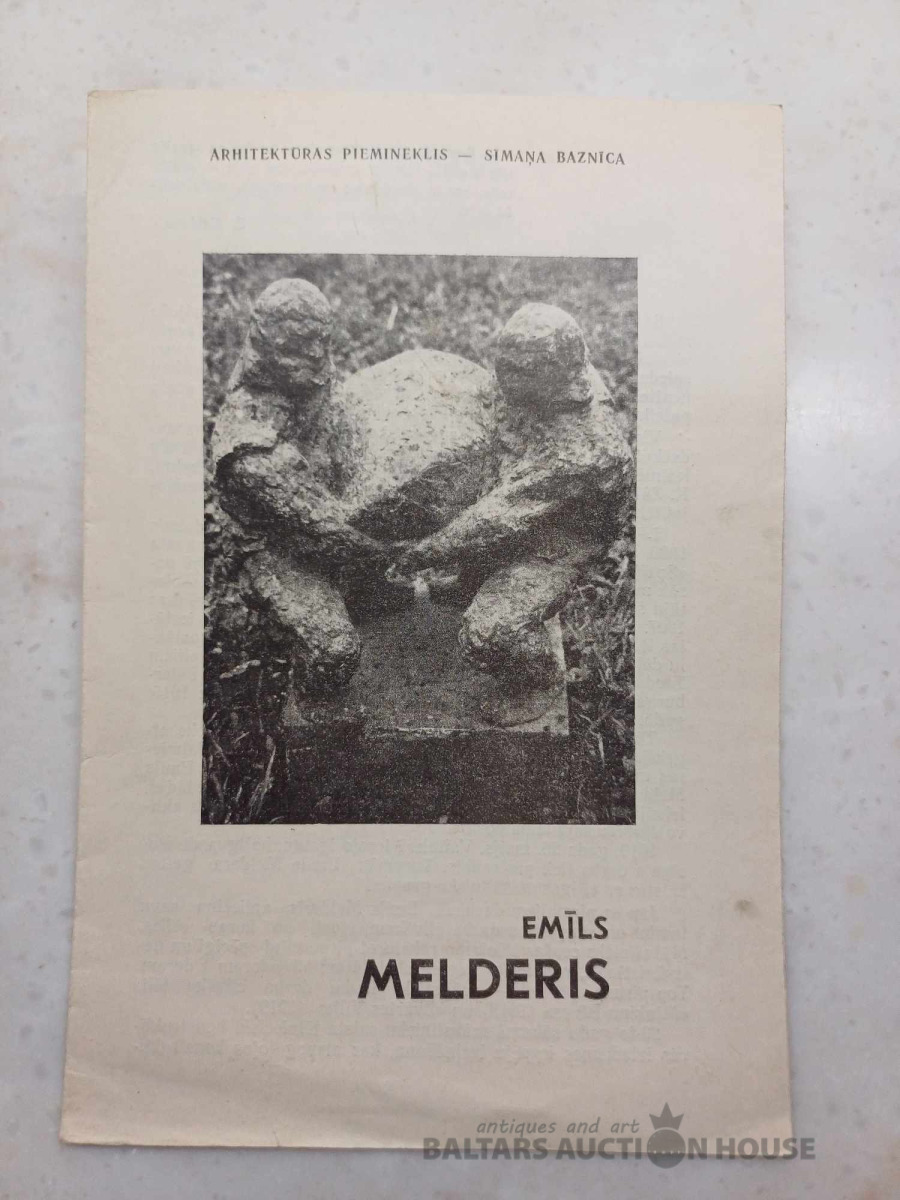 ARHITEKTŪRAS PIEMINEKLIS — SĪMAŅA BAZNĪCA
EMĪLS
MELDERIS
antiques and art
BALTARS AUCTION HOUSE